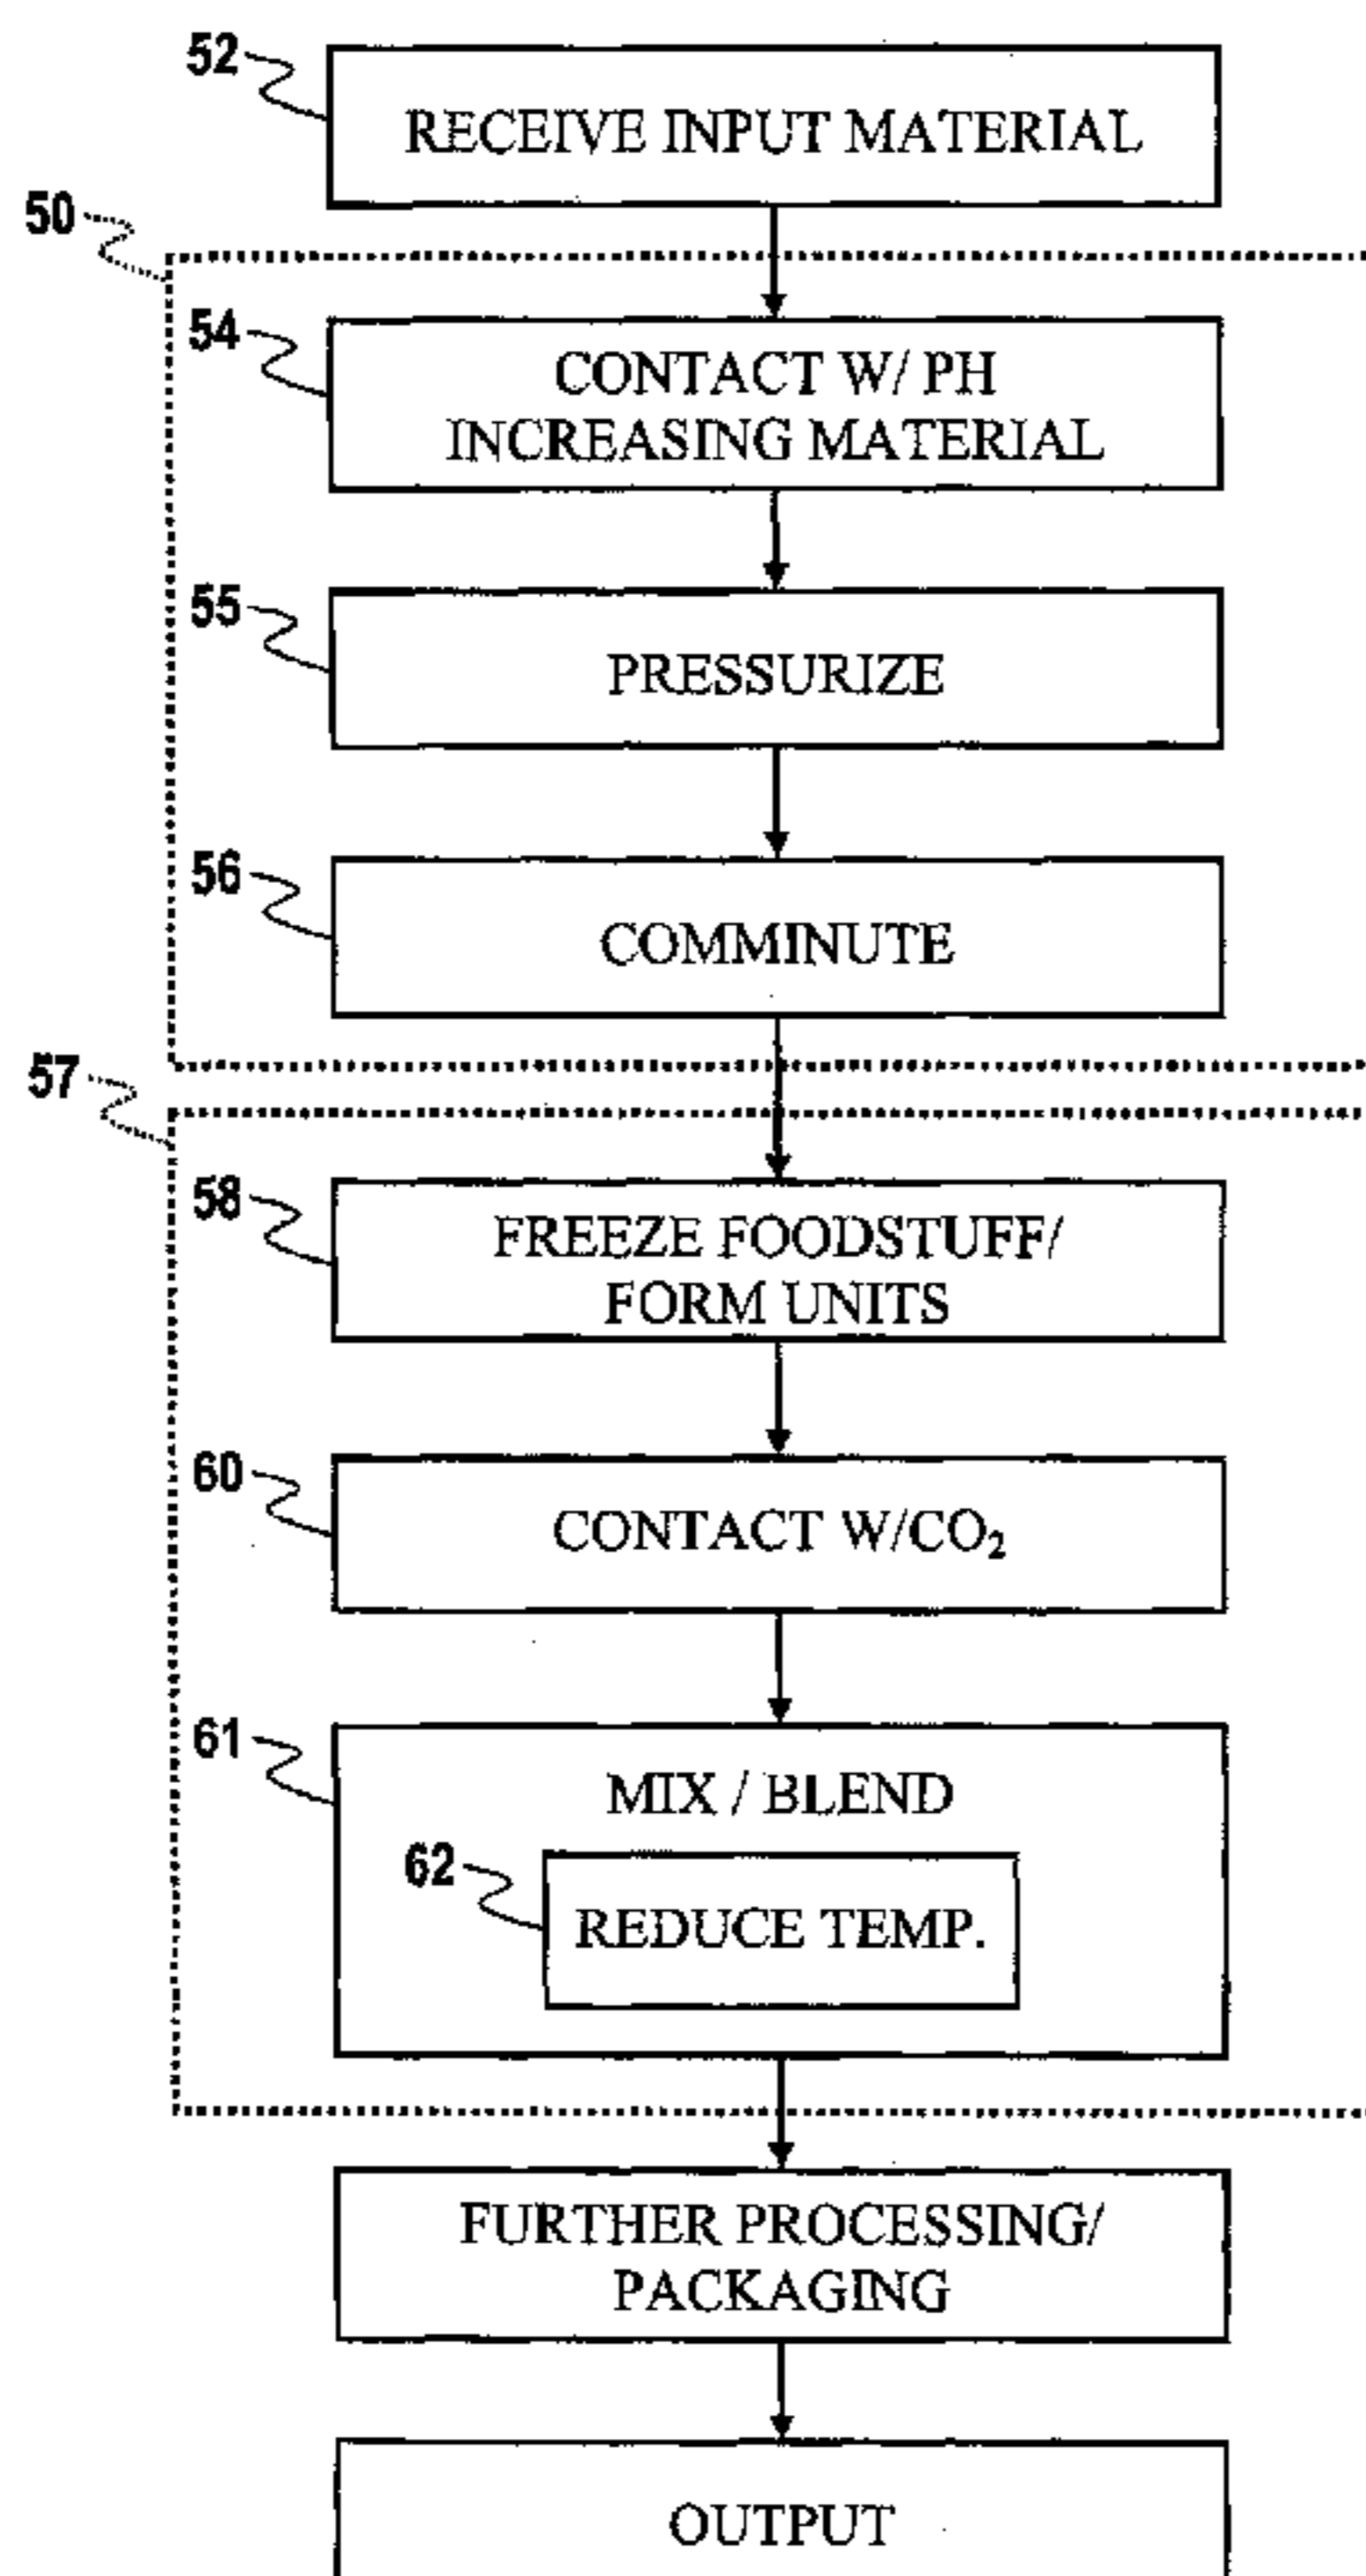 52
RECEIVE INPUT MATERIAL
50
54
CONTACT W/ PH
INCREASING MATERIAL
55
PRESSURIZE
56
COMMINUTE
57
58
FREEZE FOODSTUFF/
FORM UNITS
60
CONTACT W/CO₂
61
MIX / BLEND
62
REDUCE TEMP.
FURTHER PROCESSING/
PACKAGING
OUTPUT